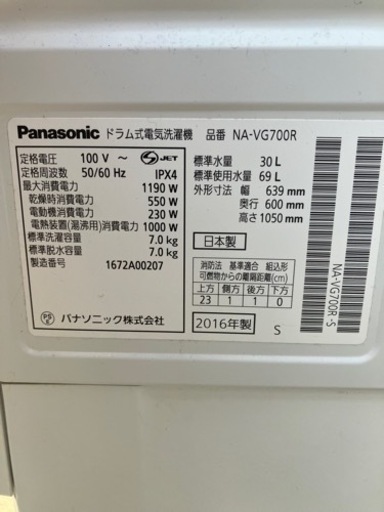 Panasonic ドラム式電気洗濯機 品番 NA-VG700R
定格電圧 100 V ～ S JET
定格周波数 50/60 Hz IPX4
最大消費電力 1190 W
乾燥時消費電力 550 W
電動機消費電力 230 W
電熱装置(湯沸用)消費電力 1000 W
標準洗濯容量 7.0 kg
標準脱水容量 7.0 kg
製造番号 1672A00207
PS E パナソニック株式会社
標準水量 30 L
標準使用水量 69 L
外形寸法 幅 639 mm
奥行 600 mm
高さ 1050 mm
日本製
消防法 基準適合 組込形
可燃物からの離隔距離(cm)
上方 側方 後方 下方
23 1 1 0
2016年製 S
NA-VG700R -S